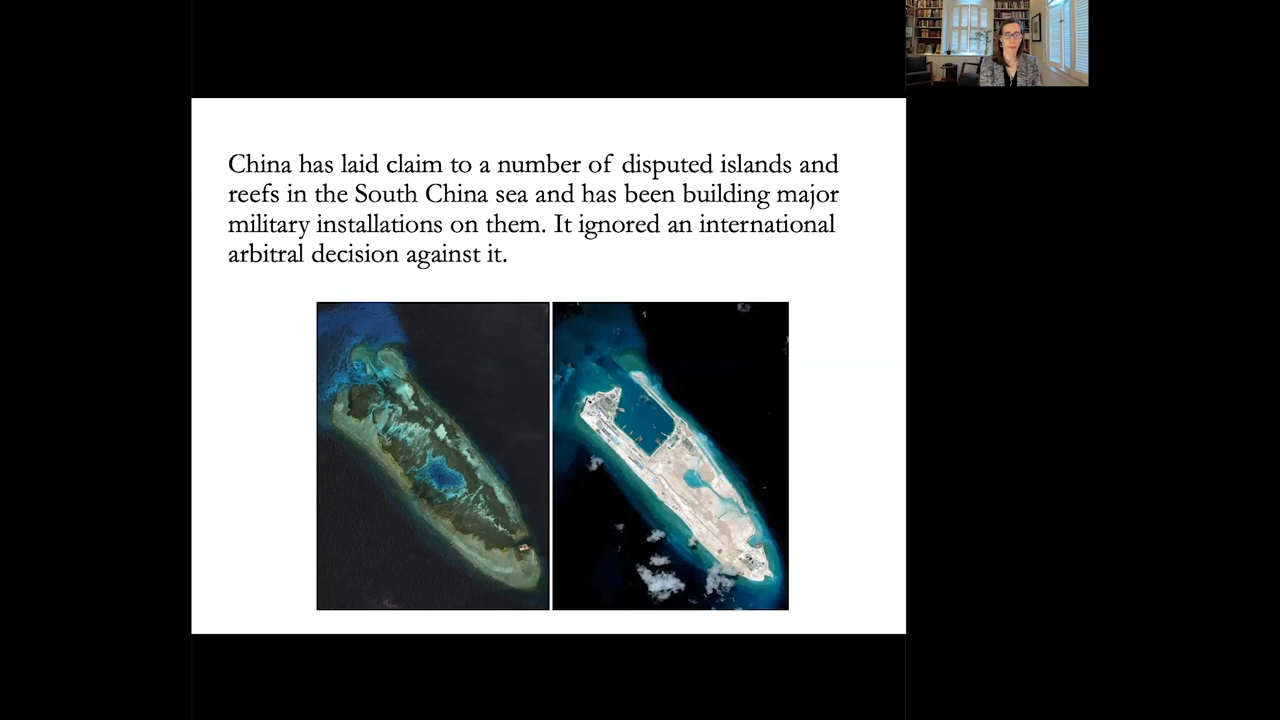 China has laid claim to a number of disputed islands and
reefs in the South China sea and has been building major
military installations on them. It ignored an international
arbitral decision against it.